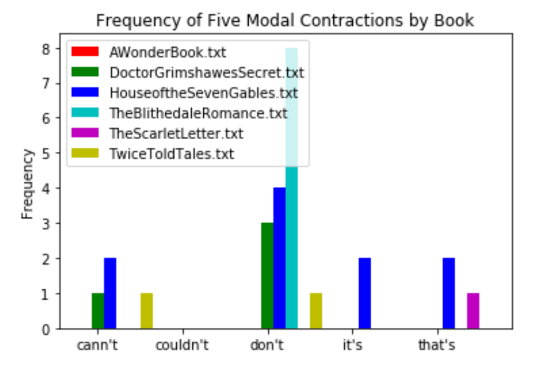 Frequency of Five Modal Contractions by Book
AWonderBook.txt
DoctorGrimshawesSecret.txt
HouseoftheSevenGables.txt
TheBlithedaleRomance.txt
TheScarletLetter.txt
TwiceToldTales.txt
Frequency
8
7
6
5
4
3
2
1
0
cann't couldn't don't it's that's